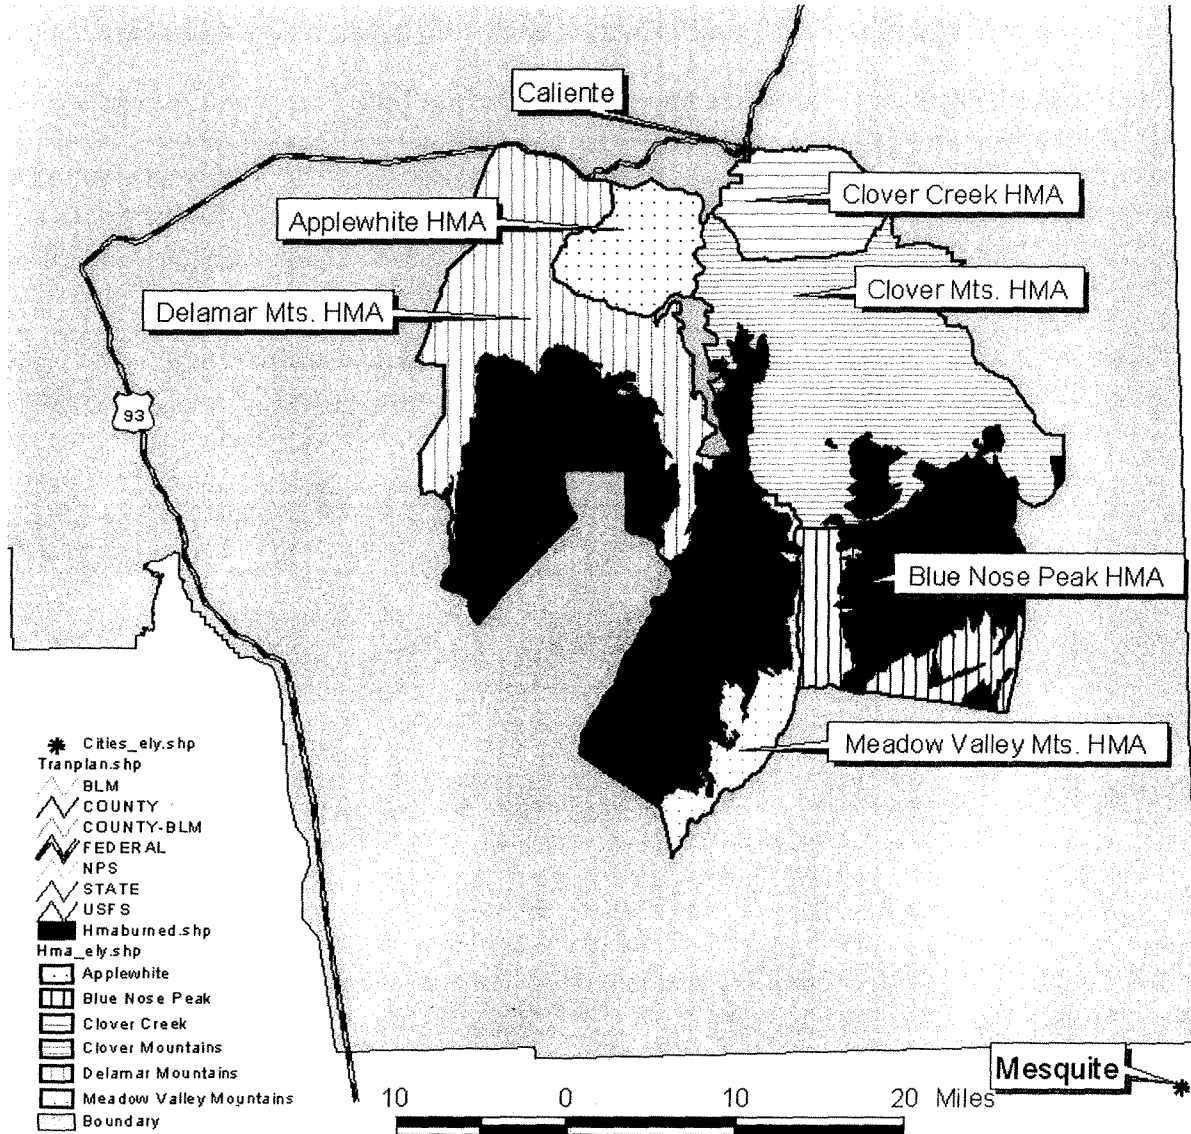 Caliente
Clover Creek HMA
Applewhite HMA
Clover Mts. HMA
Delamar Mts. HMA
93
Blue Nose Peak HMA
Meadow Valley Mts. HMA
Cities_ely.shp
Tranplan.shp
BLM
COUNTY
COUNTY-BLM
FEDERAL
NPS
STATE
USFS
Hmaburned.shp
Hma_ely.shp
Applewhite
Blue Nose Peak
Clover Creek
Clover Mountains
Delamar Mountains
Meadow Valley Mountains
Boundary
Mesquite
10 0 10 20 Miles